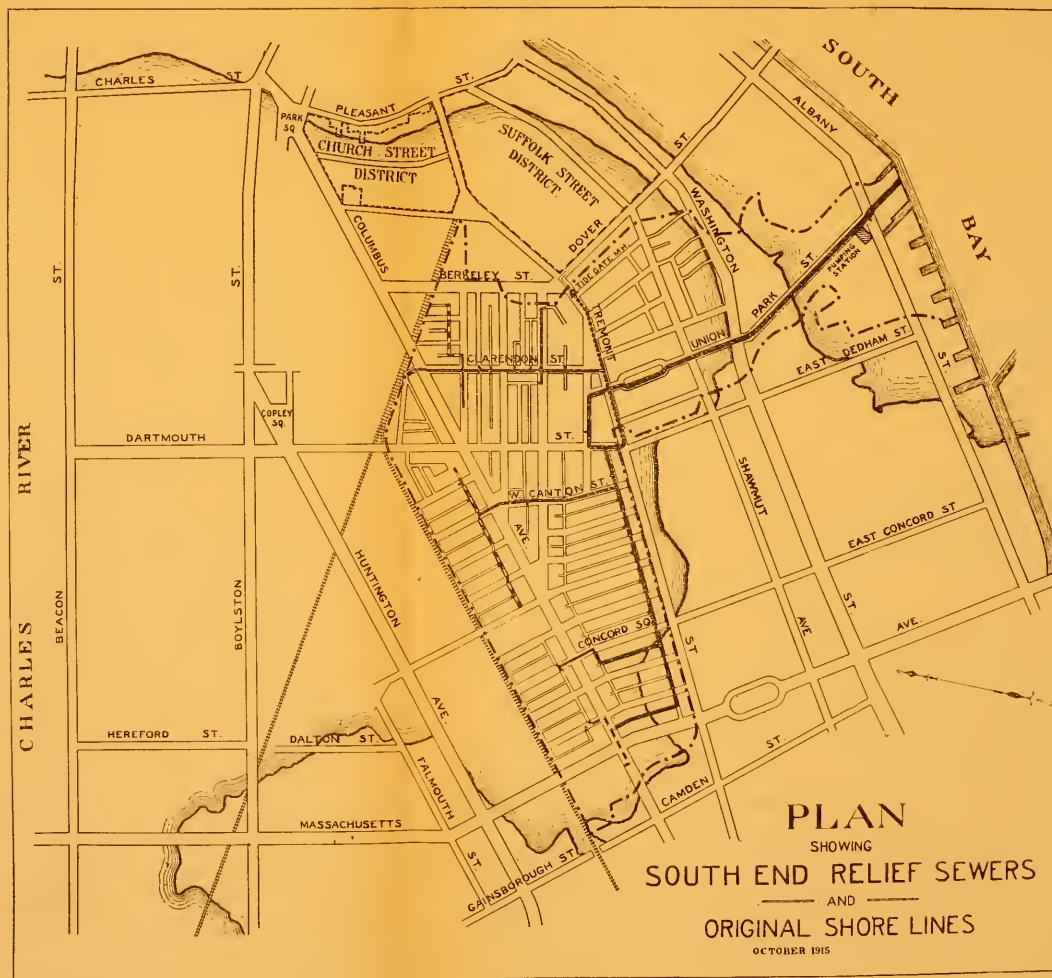 CHARLES ST.
PLEASANT ST.
PARK SQ.
CHURCH STREET
DISTRICT
SUFFOLK STREET
DISTRICT.
SOUTH
BAY
ALBANY
ST.
WASHINGTON
ST.
DOVER
ST.
TIDE GATE M.H.
COLUMBUS
AVE.
BERKELEY ST.
TREMONT
ST.
CLARENDON ST.
UNION
PARK
ST.
PUMPING
STATION
EAST DEDHAM ST.
ST.
ST.
COPLEY
SQ.
DARTMOUTH
ST.
W. CANTON ST.
SHAWMUT
AVE.
EAST CONCORD ST
CHARLES RIVER
BEACON
BOYLSTON
HUNTINGTON
AVE.
CONCORD SQ.
AVE.
HEREFORD ST.
DALTON ST.
FALMOUTH
ST.
MASSACHUSETTS
CAMDEN
ST.
GAINSBOROUGH ST.
PLAN
SHOWING
SOUTH END RELIEF SEWERS
AND
ORIGINAL SHORE LINES
OCTOBER 1915